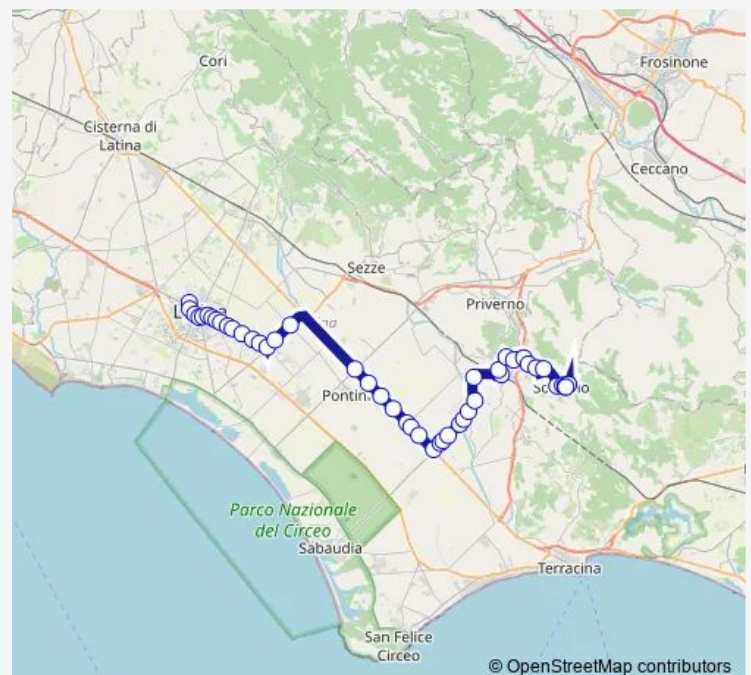 Cori
Frosinone
Cisterna di
Latina
Ceccano
Sezze
Priverno
Parco Nazionale
del Circeo
Sabaudia
Terracina
San Felice
Circeo
© OpenStreetMap contributors